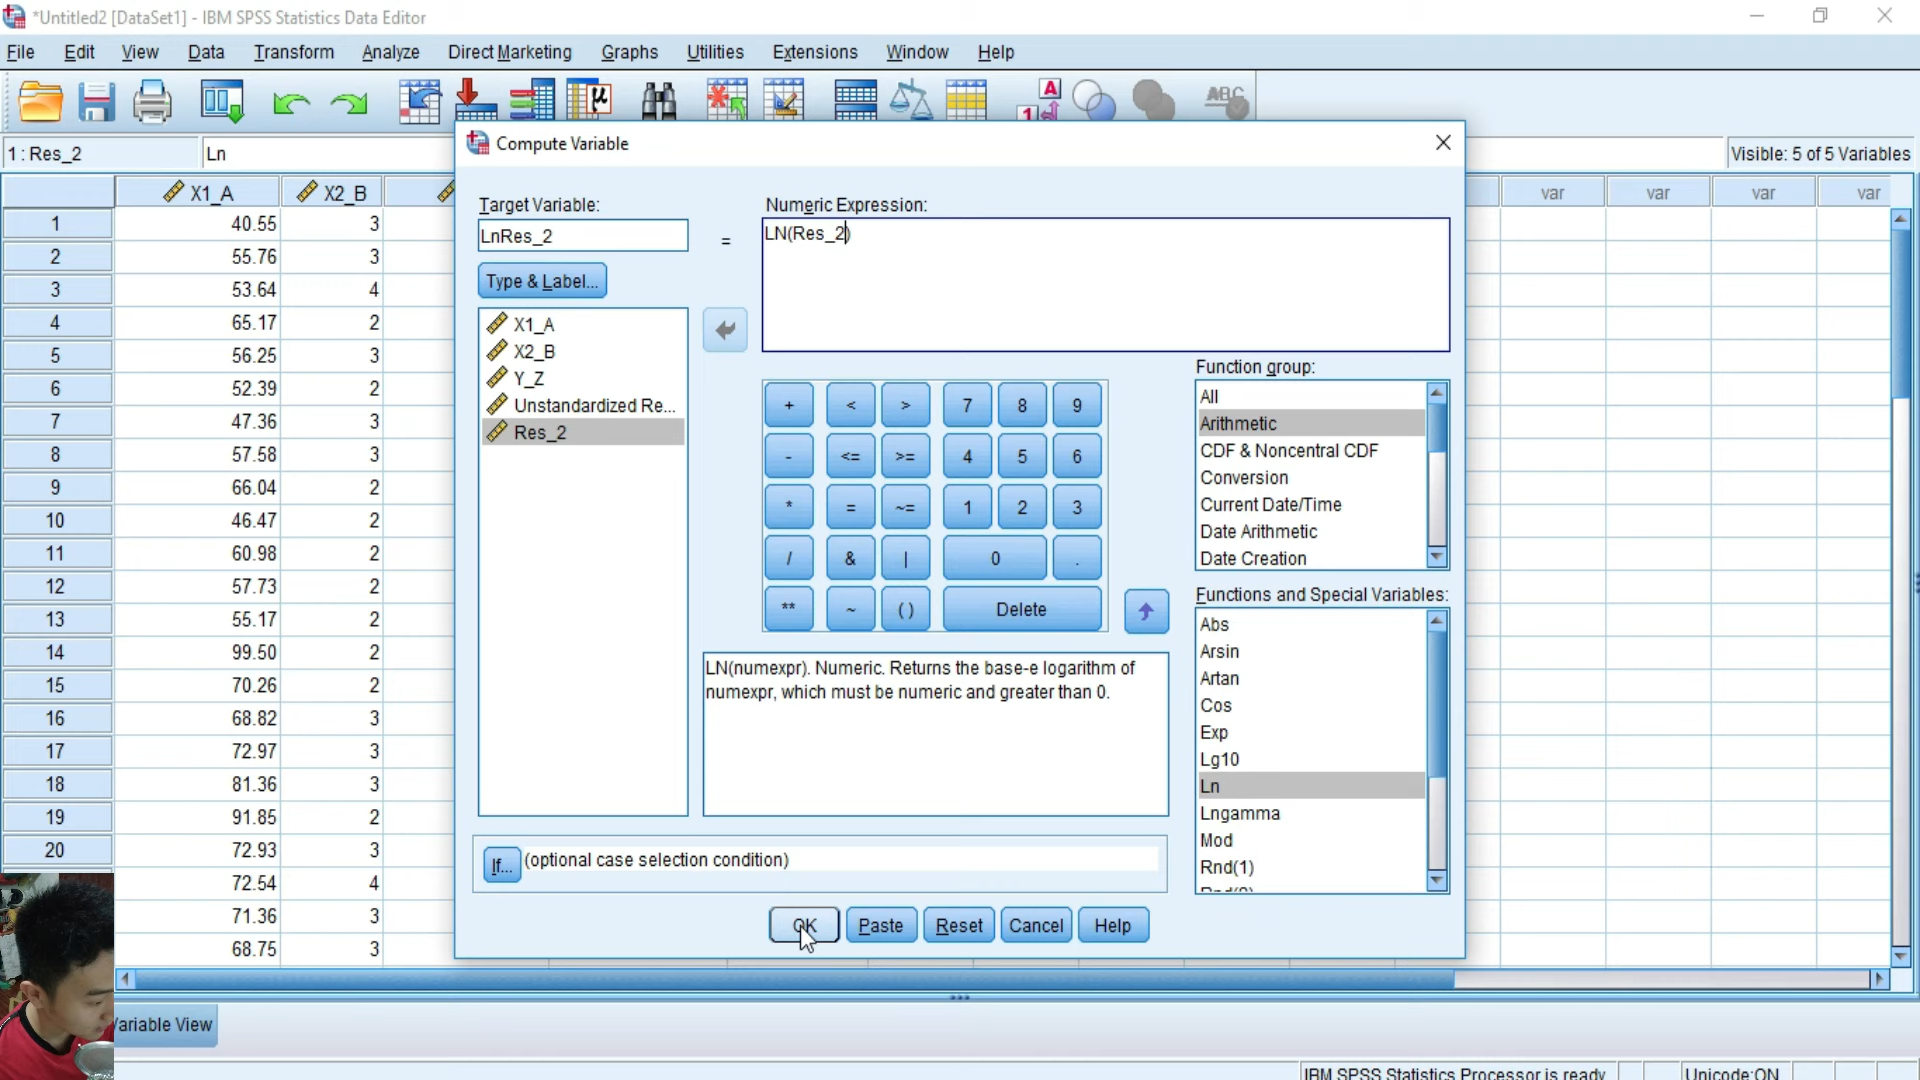 *Untitled2 [DataSet1] - IBM SPSS Statistics Data Editor
File Edit View Data Transform Analyze Direct Marketing Graphs Utilities Extensions Window Help
1 : Res_2 Ln Visible: 5 of 5 Variables
X1_A X2_B var var var var
1 40.55 3
2 55.76 3
3 53.64 4
4 65.17 2
5 56.25 3
6 52.39 2
7 47.36 3
8 57.58 3
9 66.04 2
10 46.47 2
11 60.98 2
12 57.73 2
13 55.17 2
14 99.50 2
15 70.26 2
16 68.82 3
17 72.97 3
18 81.36 3
19 91.85 2
20 72.93 3
72.54 4
71.36 3
68.75 3
Compute Variable
Target Variable:
LnRes_2
=
Numeric Expression:
LN(Res_2)
Type & Label...
X1_A
X2_B
Y_Z
Unstandardized Re...
Res_2
+ < > 7 8 9
- <= >= 4 5 6
* = ~= 1 2 3
/ & | 0 .
** ~ ( ) Delete
Function group:
All
Arithmetic
CDF & Noncentral CDF
Conversion
Current Date/Time
Date Arithmetic
Date Creation
Functions and Special Variables:
Abs
Arsin
Artan
Cos
Exp
Lg10
Ln
Lngamma
Mod
Rnd(1)
LN(numexpr). Numeric. Returns the base-e logarithm of
numexpr, which must be numeric and greater than 0.
If... (optional case selection condition)
OK Paste Reset Cancel Help
Variable View
IBM SPSS Statistics Processor is ready Unicode:ON